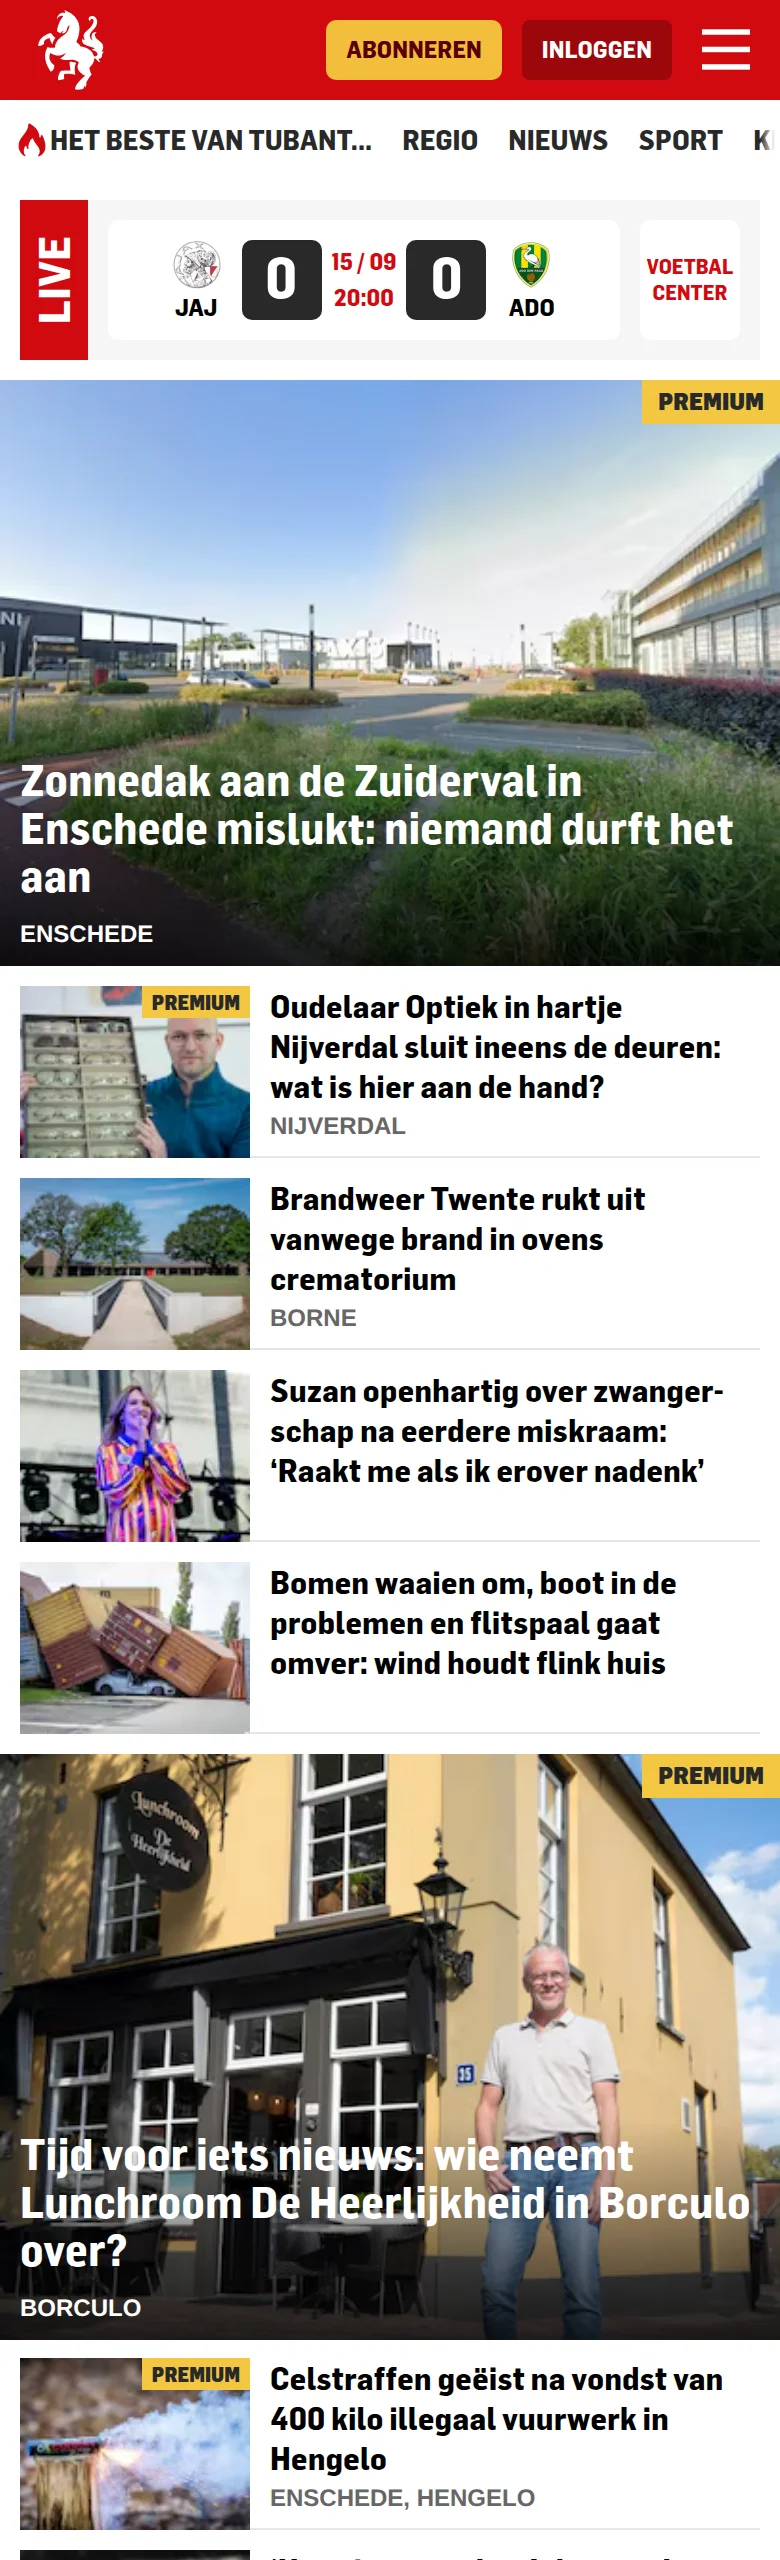 ABONNEREN
INLOGGEN
HET BESTE VAN TUBANT...
REGIO
NIEUWS
SPORT
LIVE
JAJ
0
15 / 09
20:00
0
ADO
VOETBAL
CENTER
PREMIUM
Zonnedak aan de Zuiderval in
Enschede mislukt: niemand durft het
aan
ENSCHEDE
PREMIUM
Oudelaar Optiek in hartje
Nijverdal sluit ineens de deuren:
wat is hier aan de hand?
NIJVERDAL
Brandweer Twente rukt uit
vanwege brand in ovens
crematorium
BORNE
Suzan openhartig over zwanger-
schap na eerdere miskraam:
‘Raakt me als ik erover nadenk’
Bomen waaien om, boot in de
problemen en flitspaal gaat
omver: wind houdt flink huis
PREMIUM
Lunchroom
De
Heerlijkheid
15
Tijd voor iets nieuws: wie neemt
Lunchroom De Heerlijkheid in Borculo
over?
BORCULO
PREMIUM
Celstraffen geëist na vondst van
400 kilo illegaal vuurwerk in
Hengelo
ENSCHEDE, HENGELO